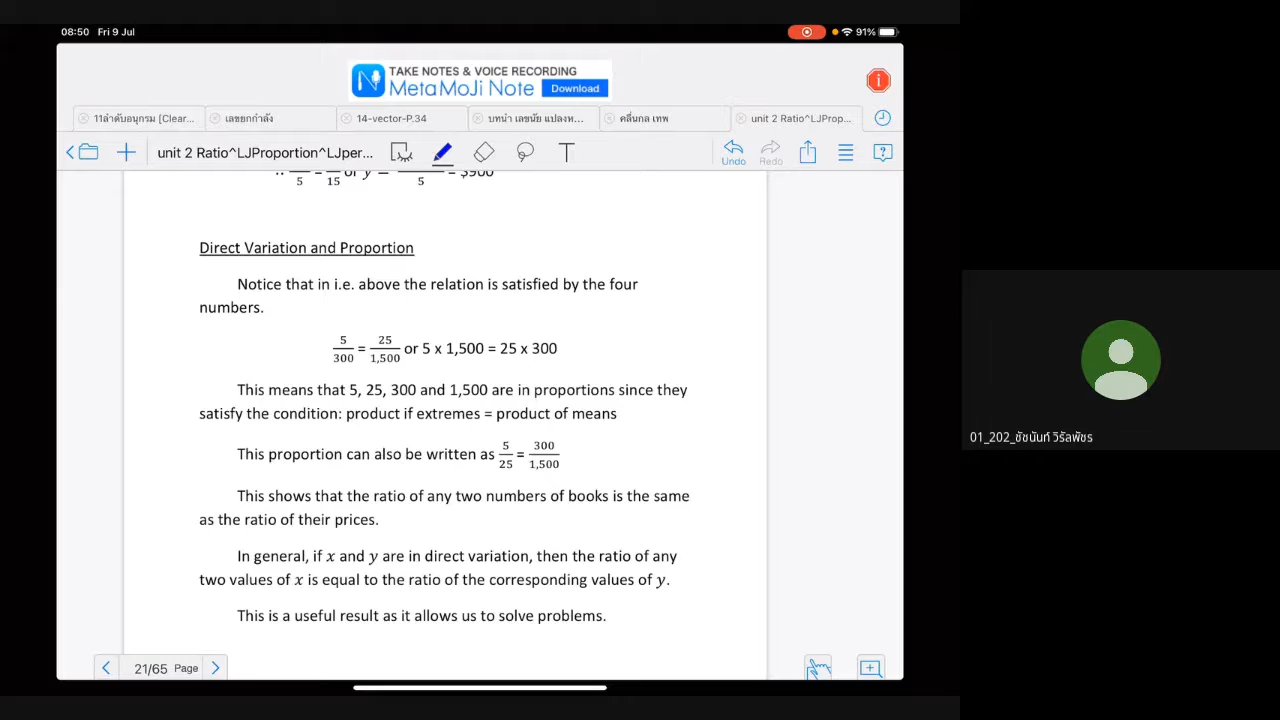 08:50 Fri 9 Jul
91%
TAKE NOTES & VOICE RECORDING
MetaMoJi Note Download
11ลำดับอนุกรม [Clear...
เลขยกกำลัง
14-vector-P.34
บทนำ เลขนัย แปลงห...
คลื่นกล เทพ
unit 2 Ratio^LJProp...
unit 2 Ratio^LJProportion^LJper...
T
Undo
Redo
5 = 15 or y = 5 = $900
Direct Variation and Proportion
Notice that in i.e. above the relation is satisfied by the four
numbers.
5/300 = 25/1,500 or 5 x 1,500 = 25 x 300
This means that 5, 25, 300 and 1,500 are in proportions since they
satisfy the condition: product if extremes = product of means
This proportion can also be written as 5/25 = 300/1,500
This shows that the ratio of any two numbers of books is the same
as the ratio of their prices.
In general, if x and y are in direct variation, then the ratio of any
two values of x is equal to the ratio of the corresponding values of y.
This is a useful result as it allows us to solve problems.
21/65 Page
01_202_ชัชนันท์ วิรัลพัชร